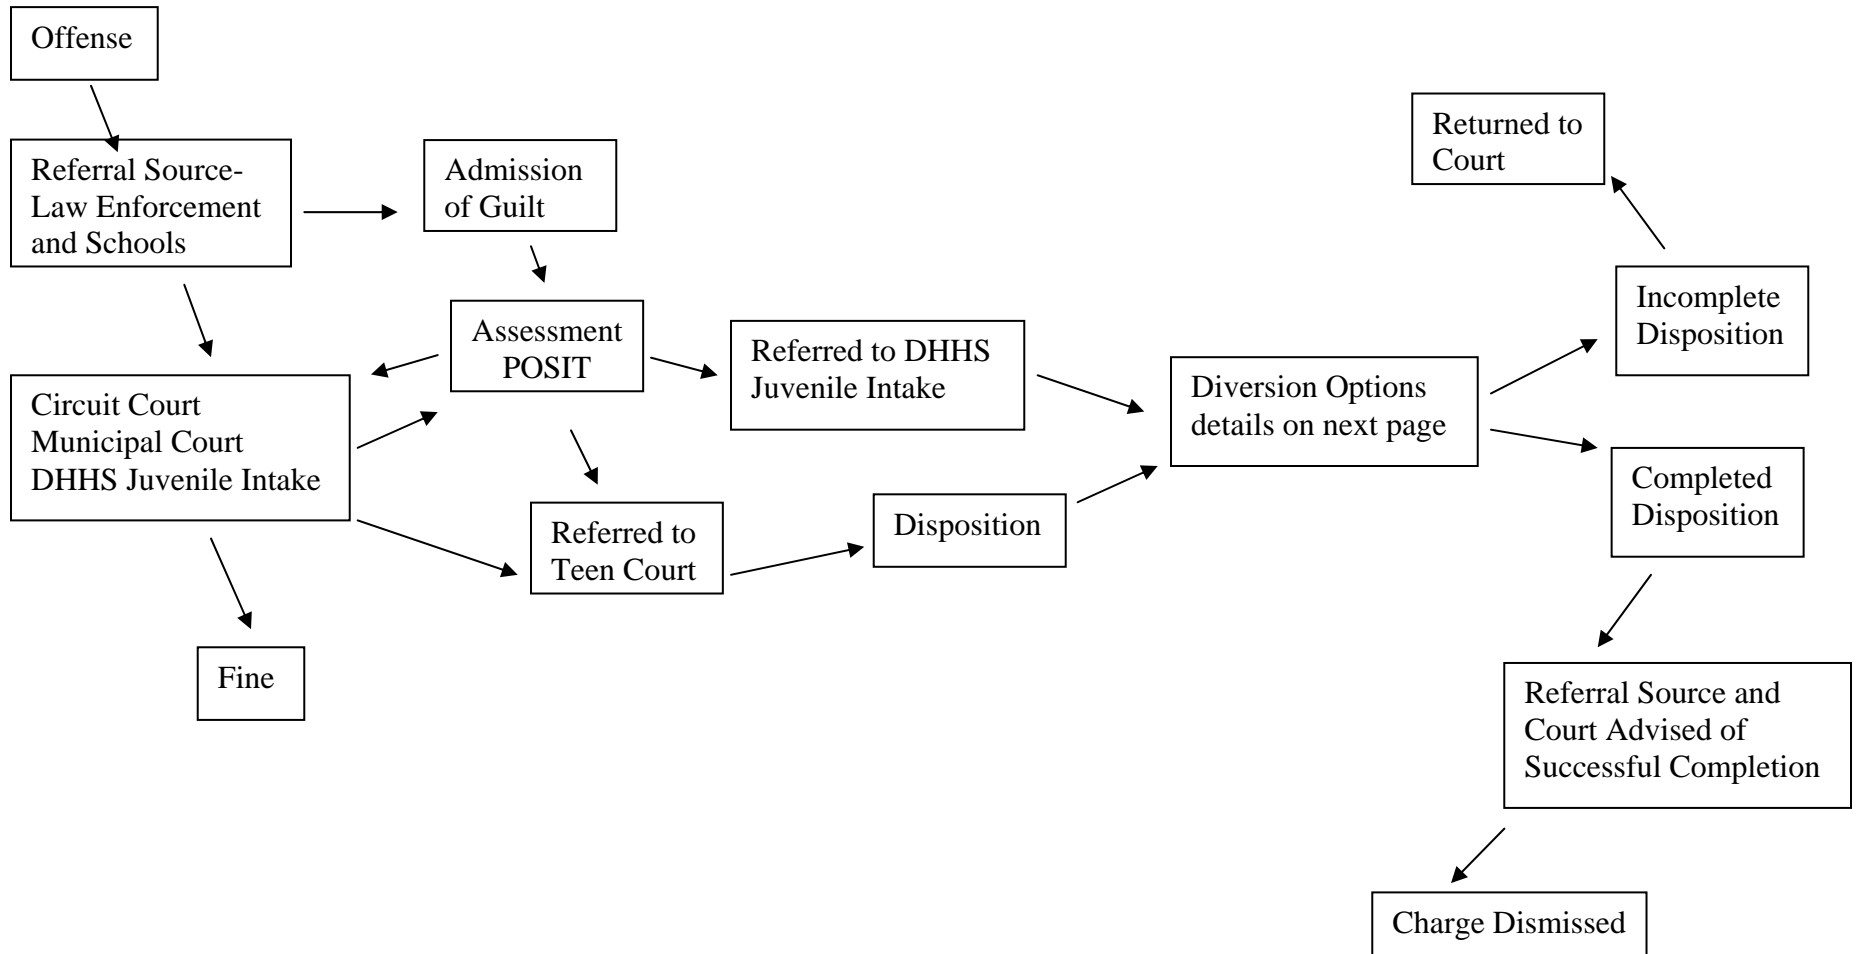 Offense
Referral Source-
Law Enforcement
and Schools
Admission
of Guilt
Returned to
Court
Assessment
POSIT
Referred to DHHS
Juvenile Intake
Circuit Court
Municipal Court
DHHS Juvenile Intake
Diversion Options
details on next page
Incomplete
Disposition
Completed
Disposition
Referred to
Teen Court
Disposition
Fine
Referral Source and
Court Advised of
Successful Completion
Charge Dismissed